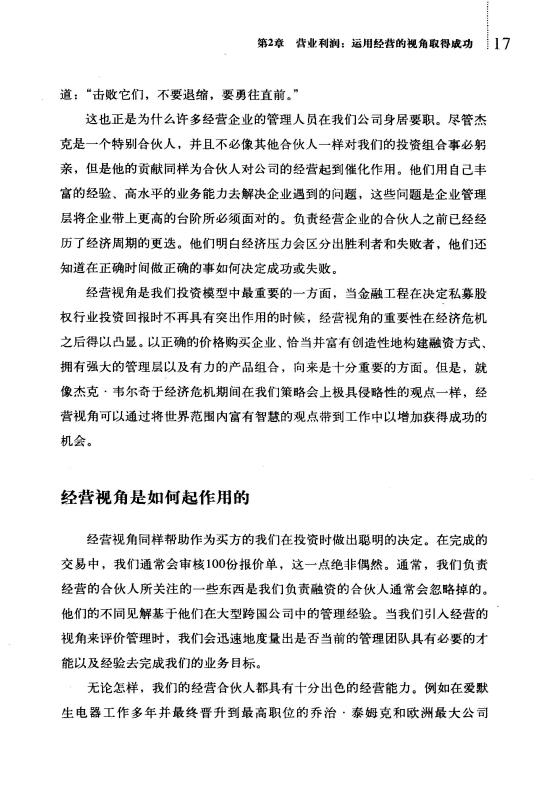 第2章　营业利润：运用经营的视角取得成功　17
道：“击败它们，不要退缩，要勇往直前。”
这也正是为什么许多经营企业的管理人员在我们公司身居要职。尽管杰
克是一个特别合伙人，并且不必像其他合伙人一样对我们的投资组合事必躬
亲，但是他的贡献同样为合伙人对公司的经营起到催化作用。他们用自己丰
富的经验、高水平的业务能力去解决企业遇到的问题，这些问题是企业管理
层将企业带上更高的台阶所必须面对的。负责经营企业的合伙人之前已经经
历了经济周期的更迭。他们明白经济压力会区分出胜利者和失败者，他们还
知道在正确时间做正确的事如何决定成功或失败。
经营视角是我们投资模型中最重要的一方面，当金融工程在决定私募股
权行业投资回报时不再具有突出作用的时候，经营视角的重要性在经济危机
之后得以凸显。以正确的价格购买企业、恰当并富有创造性地构建融资方式、
拥有强大的管理层以及有力的产品组合，向来是十分重要的方面。但是，就
像杰克·韦尔奇于经济危机期间在我们策略会上极具侵略性的观点一样，经
营视角可以通过将世界范围内富有智慧的观点带到工作中以增加获得成功的
机会。
经营视角是如何起作用的
经营视角同样帮助作为买方的我们在投资时做出聪明的决定。在完成的
交易中，我们通常会审核100份报价单，这一点绝非偶然。通常，我们负责
经营的合伙人所关注的一些东西是我们负责融资的合伙人通常会忽略掉的。
他们的不同见解基于他们在大型跨国公司中的管理经验。当我们引入经营的
视角来评价管理时，我们会迅速地度量出是否当前的管理团队具有必要的才
能以及经验去完成我们的业务目标。
无论怎样，我们的经营合伙人都具有十分出色的经营能力。例如在爱默
生电器工作多年并最终晋升到最高职位的乔治·泰姆克和欧洲最大公司